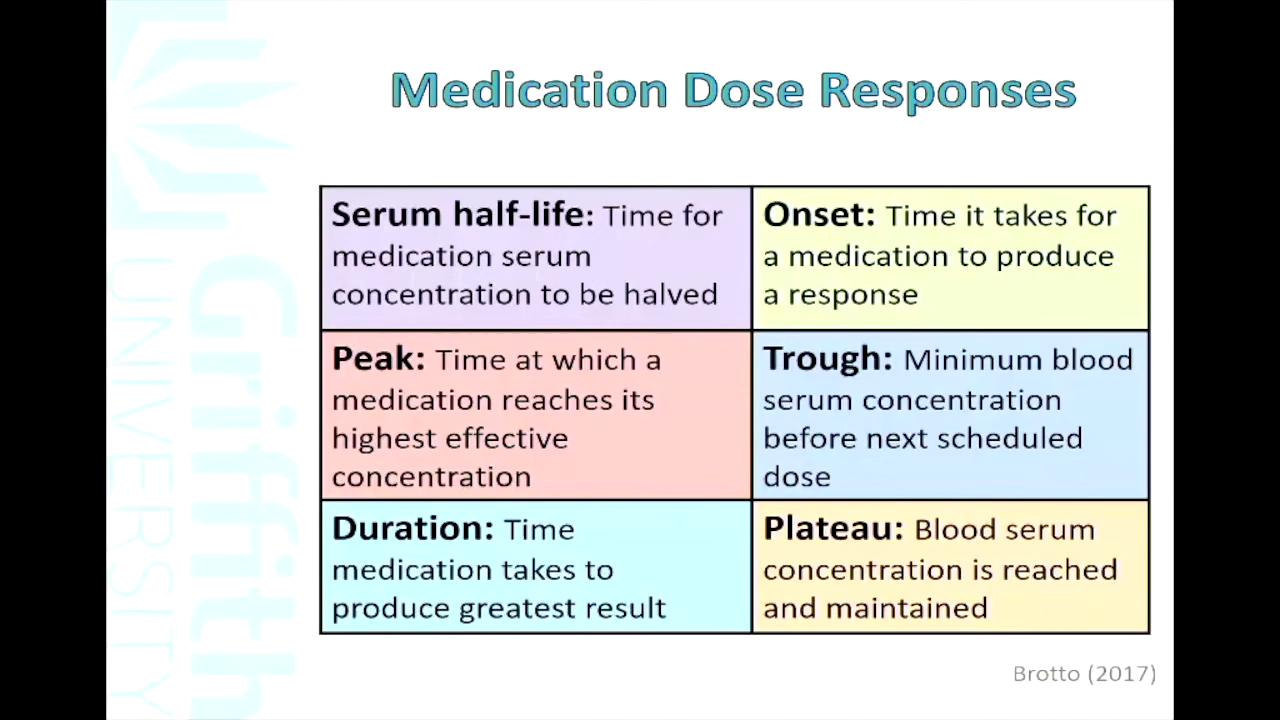 Medication Dose Responses
Serum half-life: Time for
medication serum
concentration to be halved
Onset: Time it takes for
a medication to produce
a response
Peak: Time at which a
medication reaches its
highest effective
concentration
Trough: Minimum blood
serum concentration
before next scheduled
dose
Duration: Time
medication takes to
produce greatest result
Plateau: Blood serum
concentration is reached
and maintained
Brotto (2017)
Griffith
UNIVERSITY